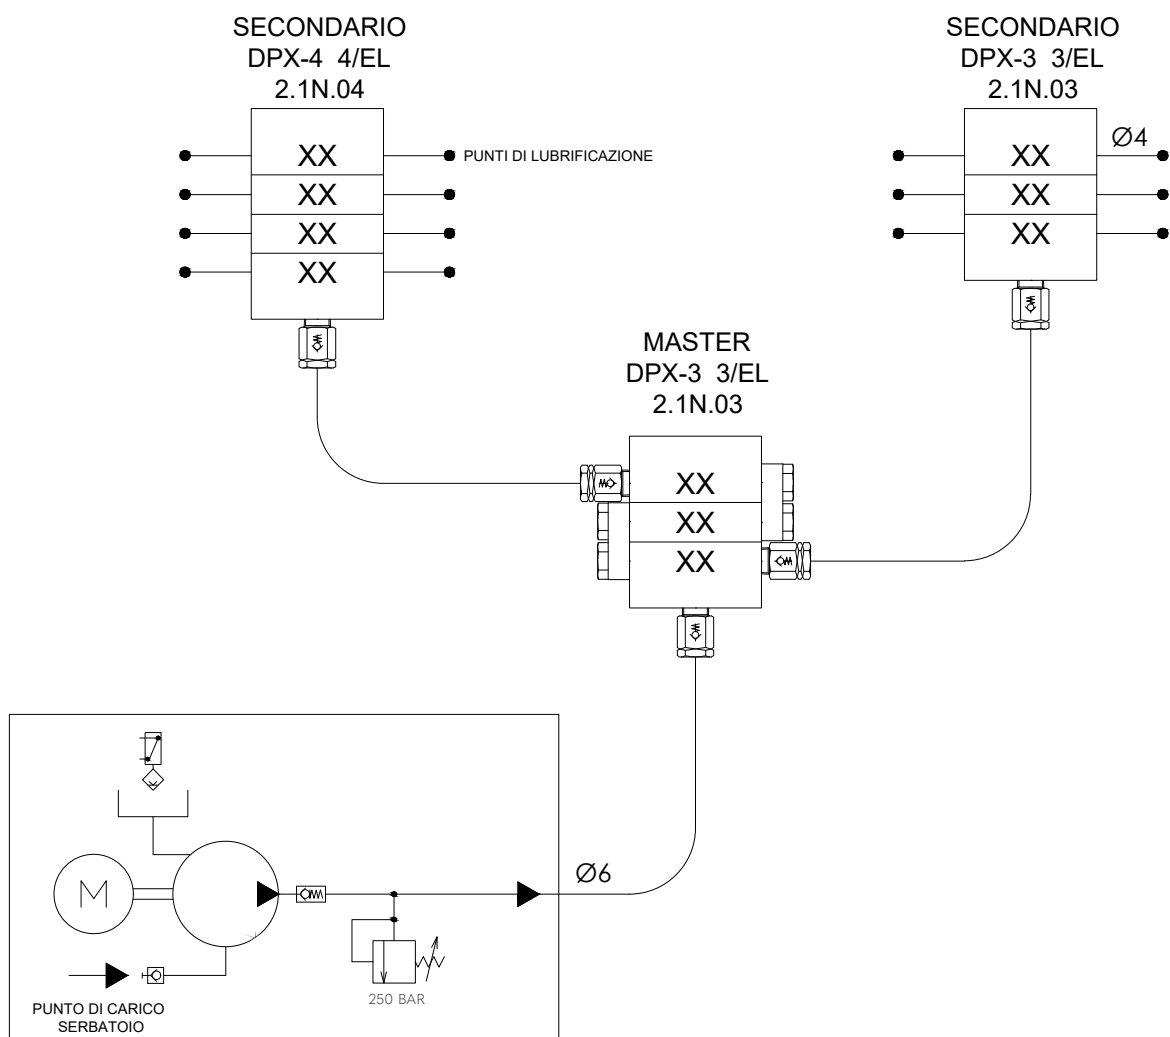 SECONDARIO
DPX-4 4/EL
2.1N.04
SECONDARIO
DPX-3 3/EL
2.1N.03
XX
PUNTI DI LUBRIFICAZIONE
XX
XX
XX
XX
Ø4
XX
XX
MASTER
DPX-3 3/EL
2.1N.03
XX
XX
XX
M
Ø6
250 BAR
PUNTO DI CARICO
SERBATOIO